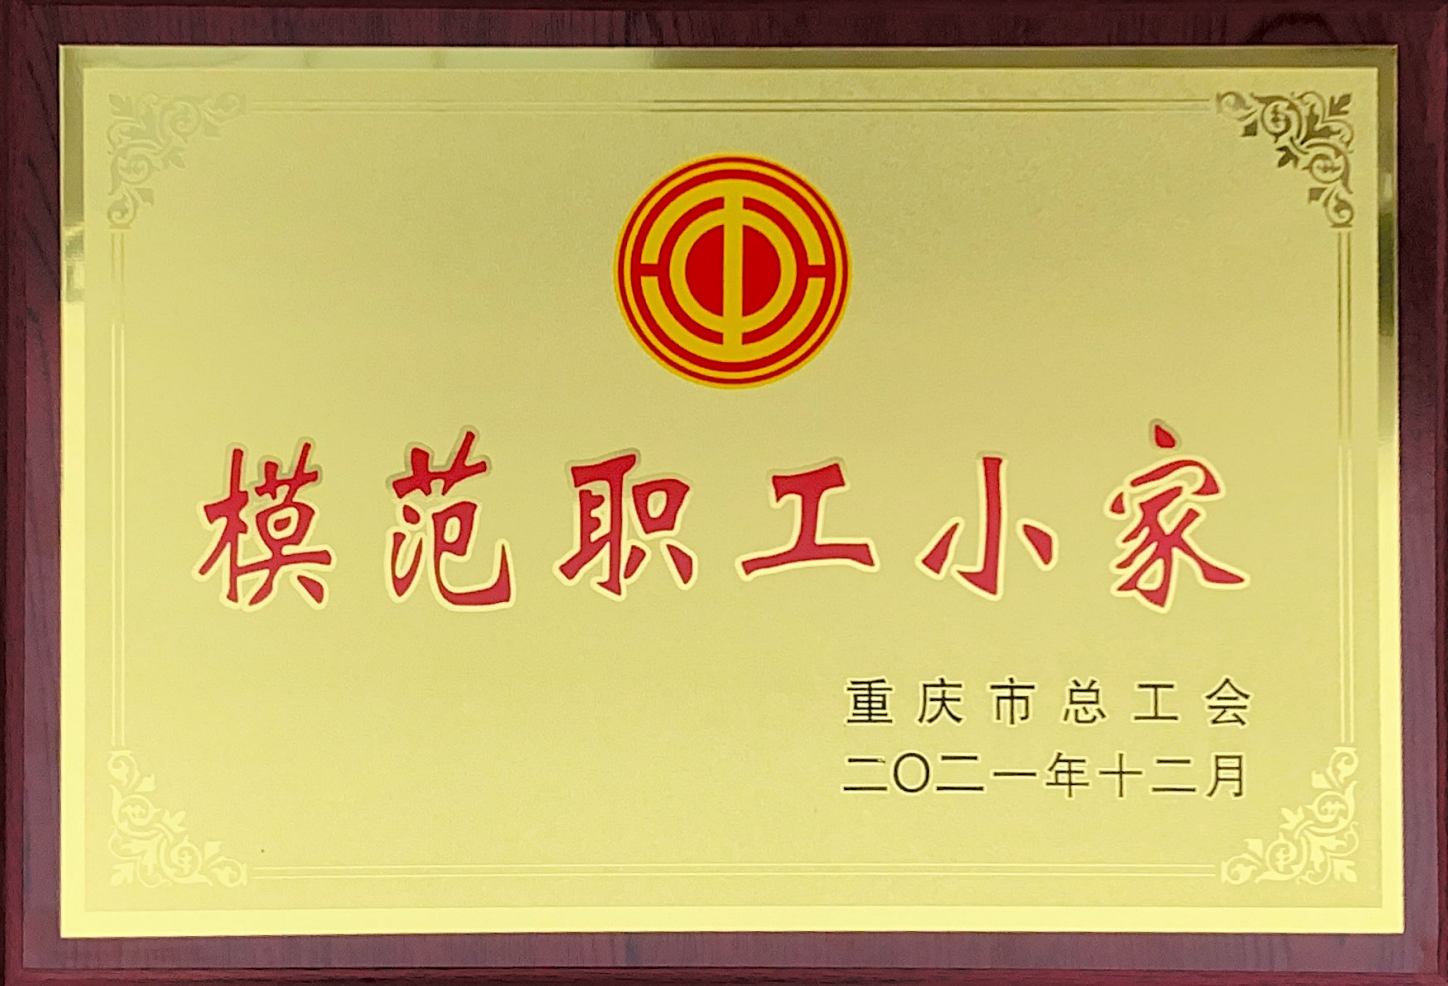 模范职工小家
重庆市总工会
二〇二一年十二月